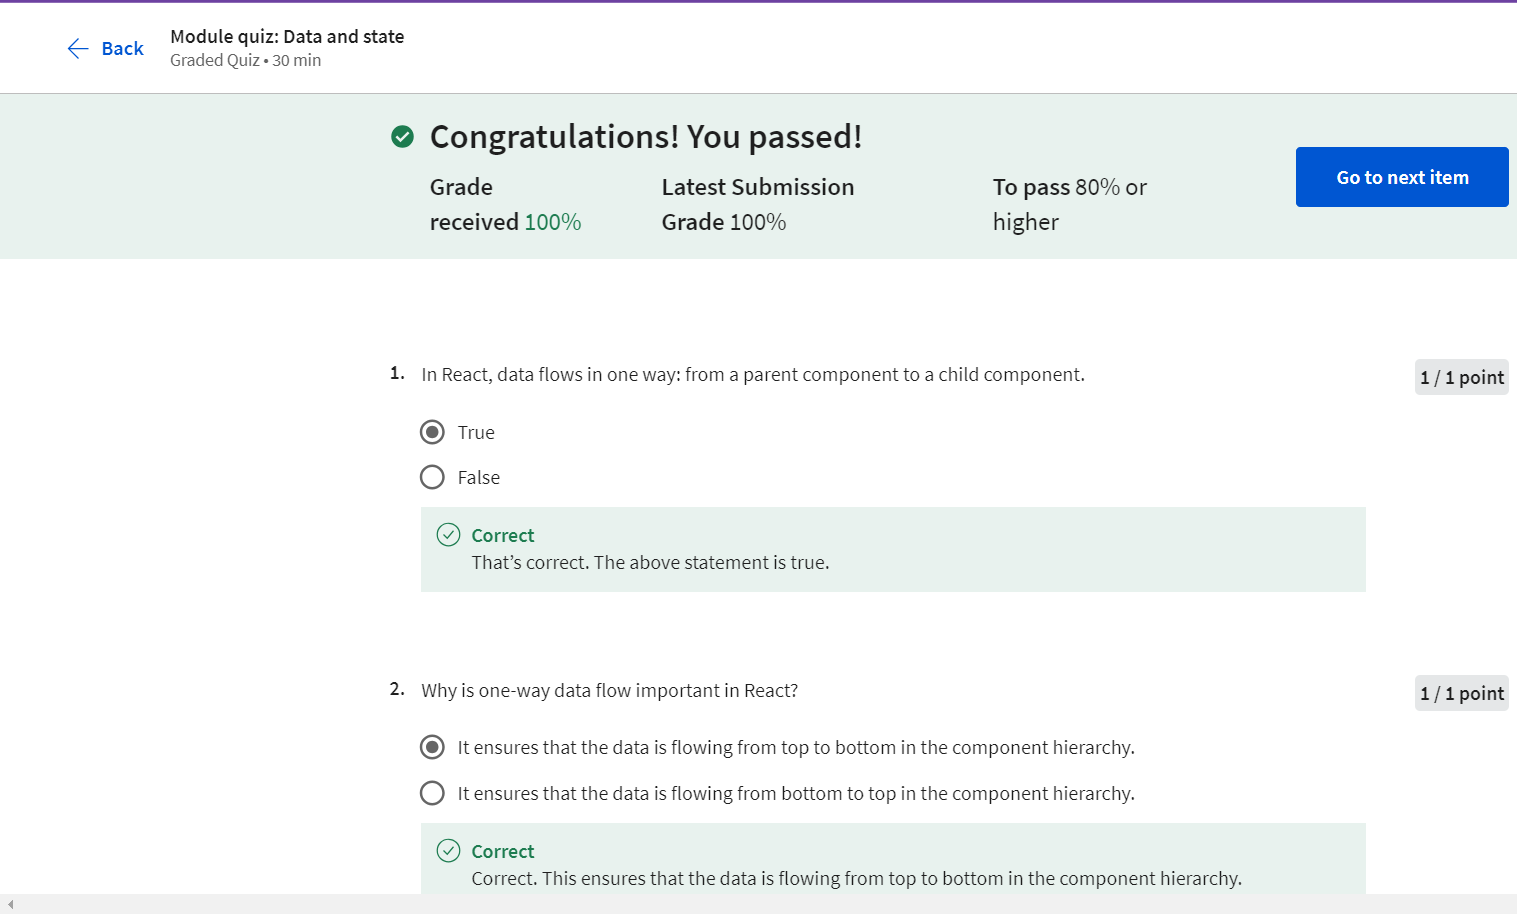 Back
Module quiz: Data and state
Graded Quiz • 30 min
Congratulations! You passed!
Grade
received 100%
Latest Submission
Grade 100%
To pass 80% or
higher
Go to next item
1. In React, data flows in one way: from a parent component to a child component.
1 / 1 point
True
False
Correct
That’s correct. The above statement is true.
2. Why is one-way data flow important in React?
1 / 1 point
It ensures that the data is flowing from top to bottom in the component hierarchy.
It ensures that the data is flowing from bottom to top in the component hierarchy.
Correct
Correct. This ensures that the data is flowing from top to bottom in the component hierarchy.